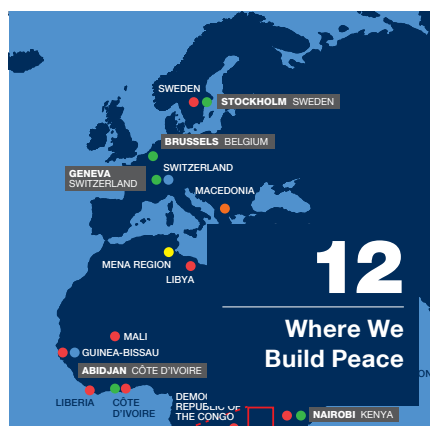 SWEDEN
STOCKHOLM SWEDEN
BRUSSELS BELGIUM
SWITZERLAND
GENEVA
SWITZERLAND
MACEDONIA
MENA REGION
LIBYA
12
Where We
Build Peace
MALI
GUINEA-BISSAU
ABIDJAN CÔTE D'IVOIRE
LIBERIA
CÔTE
D'IVOIRE
REPUBLIC OF
THE CONGO
NAIROBI KENYA